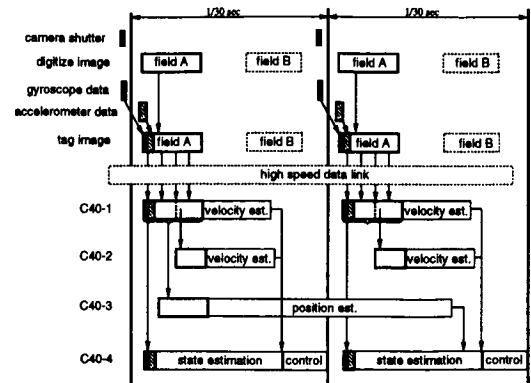 1/30 sec 1/30 sec
camera shutter
digitize image field A field B field A field B
gyroscope data
accelerometer data
tag image field A field B field A field B
high speed data link
C40-1 velocity est. velocity est.
C40-2 velocity est. velocity est.
C40-3 position est.
C40-4 state estimation control state estimation control